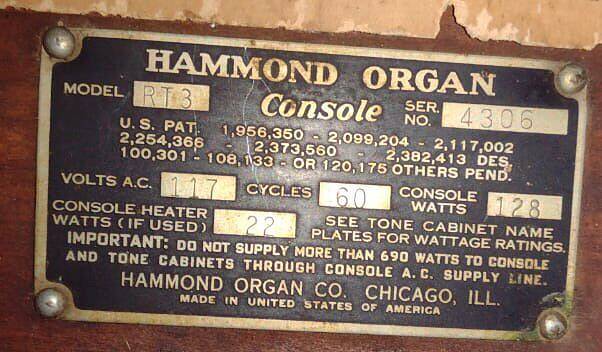 HAMMOND ORGAN
Console
MODEL RT3 SER. NO. 4306
U.S. PAT. 1,956,350 - 2,099,204 - 2,117,002
2,254,366 - 2,373,560 - 2,382,413 DES.
100,301 - 108,133 - OR 120,175 OTHERS PEND.
VOLTS A.C. 117 CYCLES 60 CONSOLE WATTS 128
CONSOLE HEATER WATTS (IF USED) 22 SEE TONE CABINET NAME
PLATES FOR WATTAGE RATINGS.
IMPORTANT: DO NOT SUPPLY MORE THAN 690 WATTS TO CONSOLE
AND TONE CABINETS THROUGH CONSOLE A.C. SUPPLY LINE.
HAMMOND ORGAN CO. CHICAGO, ILL.
MADE IN UNITED STATES OF AMERICA